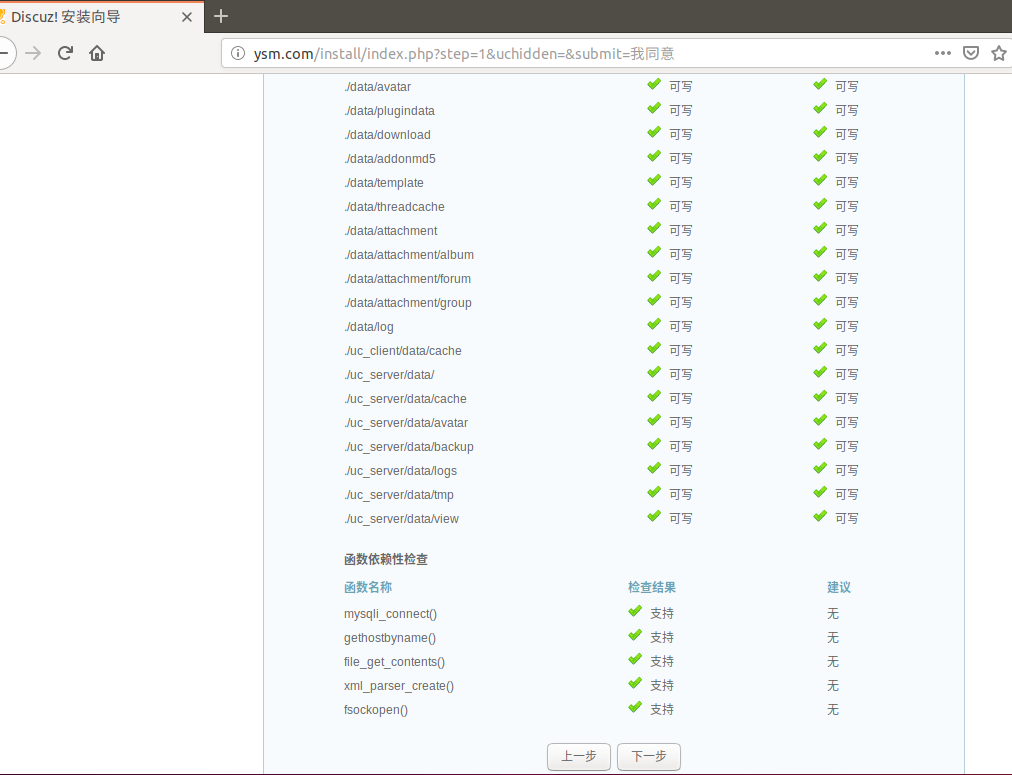 Discuz! 安装向导
ysm.com/install/index.php?step=1&uchidden=&submit=我同意
./data/avatar 可写 可写
./data/plugindata 可写 可写
./data/download 可写 可写
./data/addonmd5 可写 可写
./data/template 可写 可写
./data/threadcache 可写 可写
./data/attachment 可写 可写
./data/attachment/album 可写 可写
./data/attachment/forum 可写 可写
./data/attachment/group 可写 可写
./data/log 可写 可写
./uc_client/data/cache 可写 可写
./uc_server/data/ 可写 可写
./uc_server/data/cache 可写 可写
./uc_server/data/avatar 可写 可写
./uc_server/data/backup 可写 可写
./uc_server/data/logs 可写 可写
./uc_server/data/tmp 可写 可写
./uc_server/data/view 可写 可写
函数依赖性检查
函数名称 检查结果 建议
mysqli_connect() 支持 无
gethostbyname() 支持 无
file_get_contents() 支持 无
xml_parser_create() 支持 无
fsockopen() 支持 无
上一步 下一步